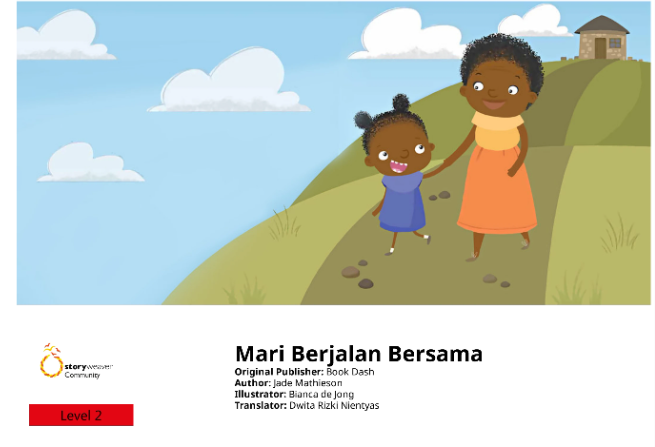 storyweaver
Community
Level 2
Mari Berjalan Bersama
Original Publisher: Book Dash
Author: Jade Mathieson
Illustrator: Bianca de Jong
Translator: Dwita Rizki Nientyas